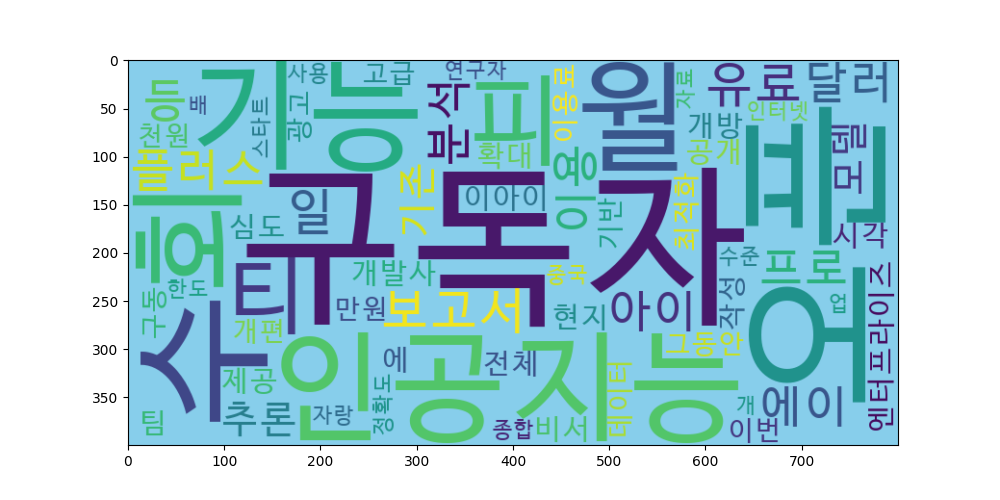 등
배
기능
사용
고급
연구자
분석
피
이용료
월
자료
유료
달러
천원
스타트
광고
확대
개방
공개
인터넷
오픈
모델
플러스
회
심도
일
구독자
기존
이아이
이용
기반
최적화
시각
수준
프로
구동
한도
티
개발사
중국
만원
보고서
현지
아이
작성
업
엔터프라이즈
사
개편
제공
추론
팀
인공지능
에
전체
그동안
자랑
정확도
종합
비서
데이터
개
에이
이번
0
50
100
150
200
250
300
350
0
100
200
300
400
500
600
700